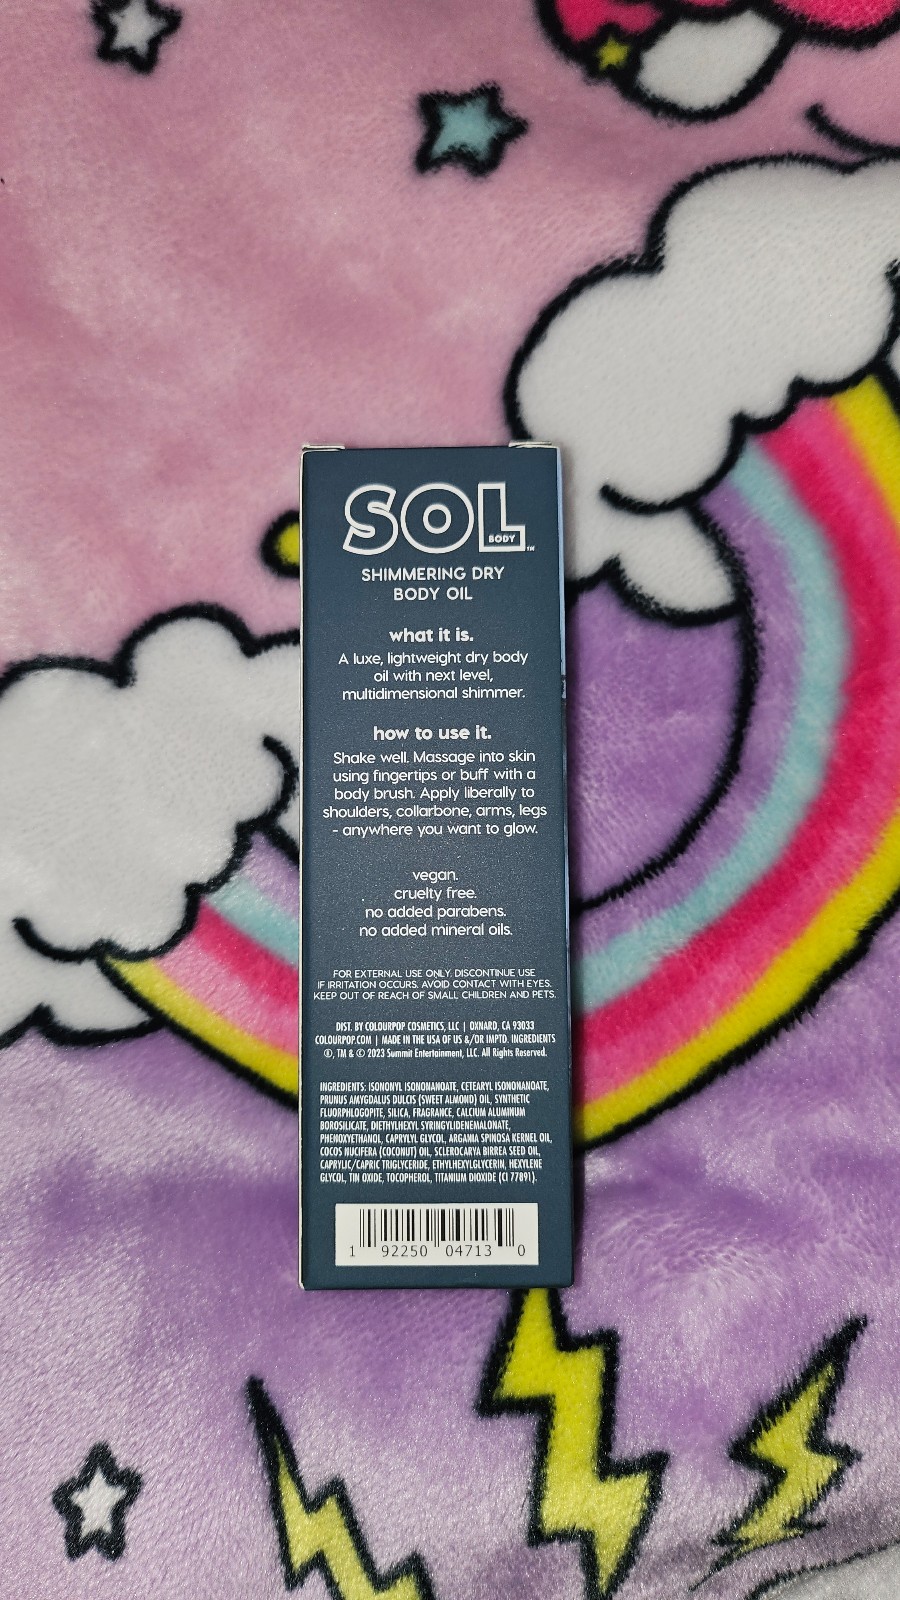 SOL
BODY™
SHIMMERING DRY
BODY OIL
what it is.
A luxe, lightweight dry body
oil with next level,
multidimensional shimmer.
how to use it.
Shake well. Massage into skin
using fingertips or buff with a
body brush. Apply liberally to
shoulders, collarbone, arms, legs
- anywhere you want to glow.
vegan.
cruelty free.
no added parabens.
no added mineral oils.
FOR EXTERNAL USE ONLY. DISCONTINUE USE
IF IRRITATION OCCURS. AVOID CONTACT WITH EYES.
KEEP OUT OF REACH OF SMALL CHILDREN AND PETS.
DIST. BY COLOURPOP COSMETICS, LLC | OXNARD, CA 93033
COLOURPOP.COM | MADE IN THE USA OF US &/OR IMPTD. INGREDIENTS
®, TM & © 2023 Summit Entertainment, LLC. All Rights Reserved.
INGREDIENTS: ISONONYL ISONONANOATE, CETEARYL ISONONANOATE,
PRUNUS AMYGDALUS DULCIS (SWEET ALMOND) OIL, SYNTHETIC
FLUORPHLOGOPITE, SILICA, FRAGRANCE, CALCIUM ALUMINUM
BOROSILICATE, DIETHYLHEXYL SYRINGYLIDENEMALONATE,
PHENOXYETHANOL, CAPRYLYL GLYCOL, ARGANIA SPINOSA KERNEL OIL,
COCOS NUCIFERA (COCONUT) OIL, SCLEROCARYA BIRREA SEED OIL,
CAPRYLIC/CAPRIC TRIGLYCERIDE, ETHYLHEXYLGLYCERIN, HEXYLENE
GLYCOL, TIN OXIDE, TOCOPHEROL, TITANIUM DIOXIDE (CI 77891).
1 92250 04713 0